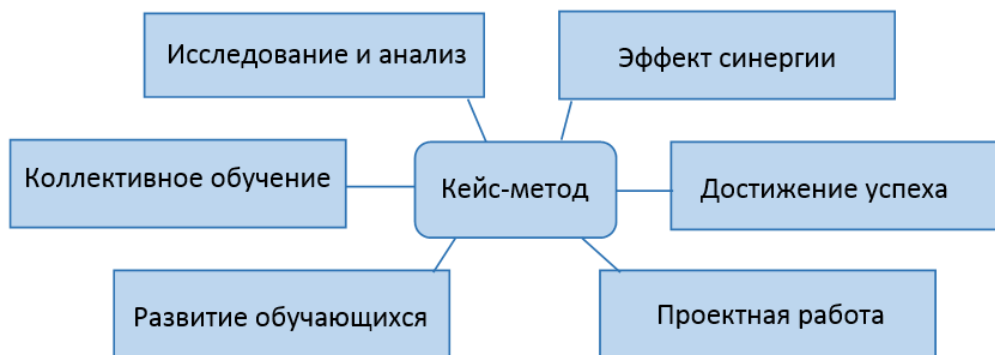 Исследование и анализ
Эффект синергии
Коллективное обучение
Кейс-метод
Достижение успеха
Развитие обучающихся
Проектная работа